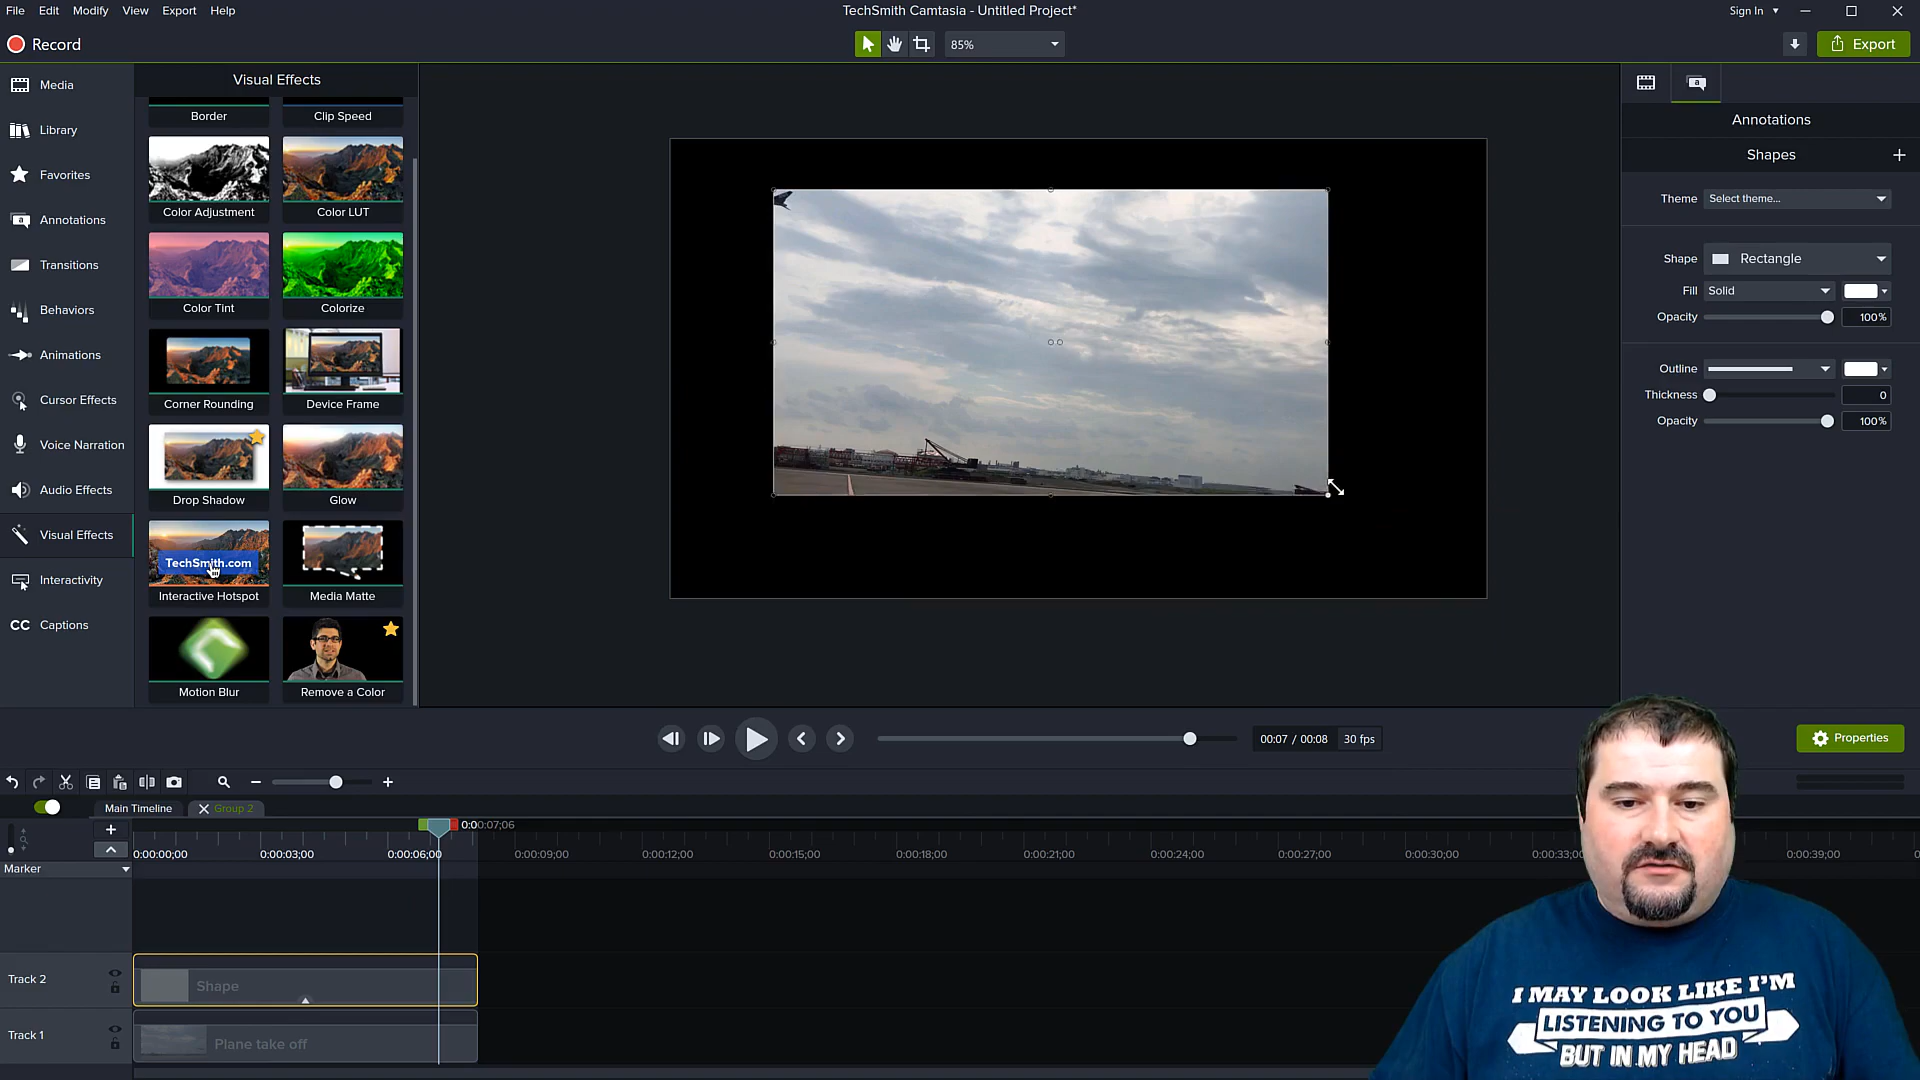 File Edit Modify View Export Help
TechSmith Camtasia - Untitled Project*
Sign In
Record
85%
Export
Media
Library
Favorites
Annotations
Transitions
Behaviors
Animations
Cursor Effects
Voice Narration
Audio Effects
Visual Effects
Interactivity
CC Captions
Visual Effects
Border
Clip Speed
Color Adjustment
Color LUT
Color Tint
Colorize
Corner Rounding
Device Frame
Drop Shadow
Glow
TechSmith.com
Interactive Hotspot
Media Matte
Motion Blur
Remove a Color
Annotations
Shapes
Theme Select theme...
Shape Rectangle
Fill Solid
Opacity 100%
Outline
Thickness 0
Opacity 100%
00:07 / 00:08 30 fps
Properties
Main Timeline
Group 2
0:00:07;06
0:00:00;00 0:00:03;00 0:00:06;00 0:00:09;00 0:00:12;00 0:00:15;00 0:00:18;00 0:00:21;00 0:00:24;00 0:00:27;00 0:00:30;00 0:00:33;00 0:00:39;00
Marker
Track 2
Shape
Track 1
Plane take off
I MAY LOOK LIKE I'M
LISTENING TO YOU
BUT IN MY HEAD